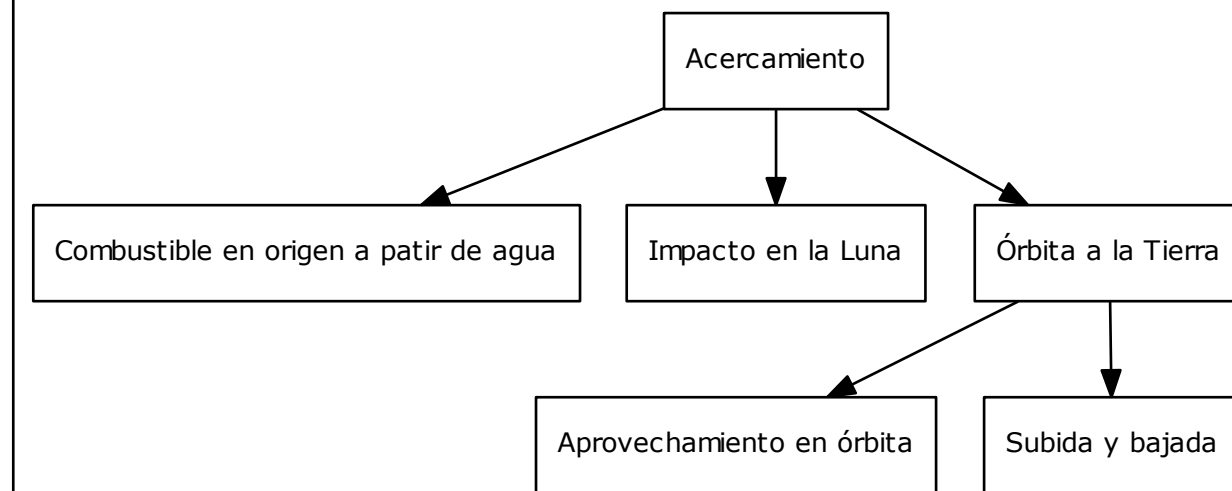 Acercamiento
Combustible en origen a patir de agua
Impacto en la Luna
Órbita a la Tierra
Aprovechamiento en órbita
Subida y bajada